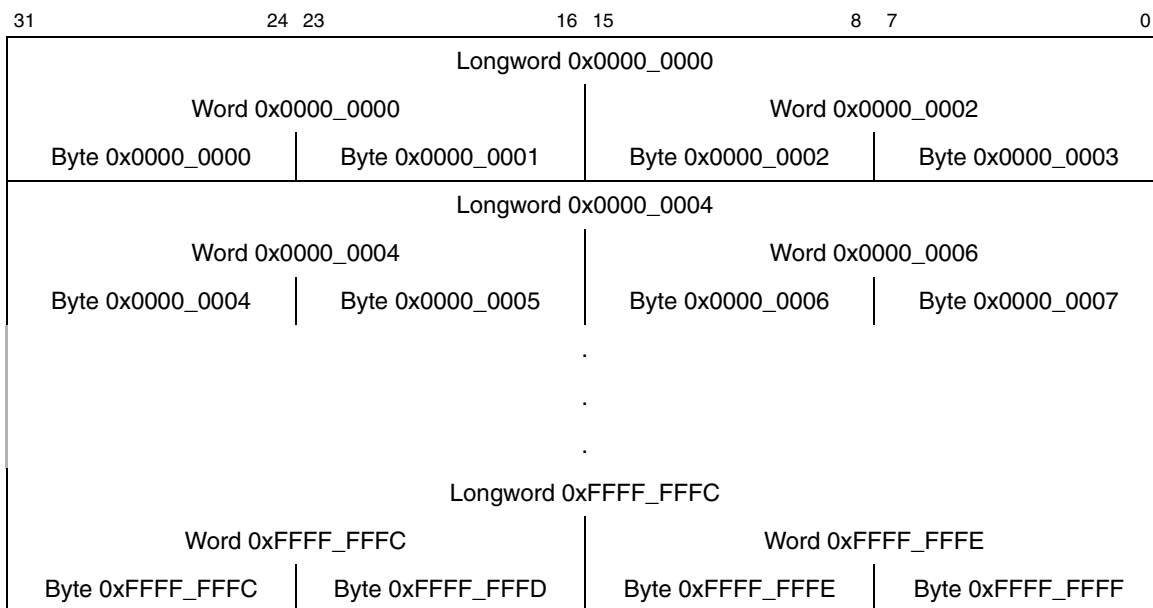 31 24 23 16 15 8 7 0
Longword 0x0000_0000
Word 0x0000_0000 Word 0x0000_0002
Byte 0x0000_0000 Byte 0x0000_0001 Byte 0x0000_0002 Byte 0x0000_0003
Longword 0x0000_0004
Word 0x0000_0004 Word 0x0000_0006
Byte 0x0000_0004 Byte 0x0000_0005 Byte 0x0000_0006 Byte 0x0000_0007
.
.
.
Longword 0xFFFF_FFFC
Word 0xFFFF_FFFC Word 0xFFFF_FFFE
Byte 0xFFFF_FFFC Byte 0xFFFF_FFFD Byte 0xFFFF_FFFE Byte 0xFFFF_FFFF